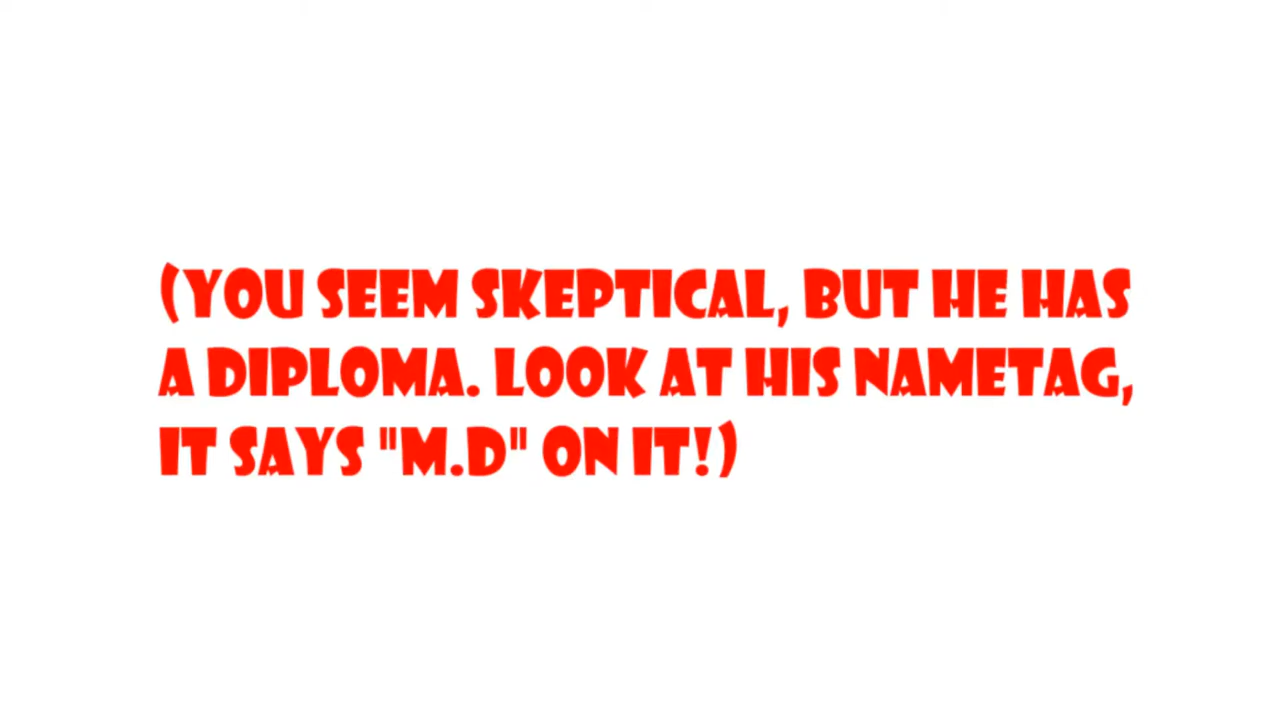 (YOU SEEM SKEPTICAL, BUT HE HAS
A DIPLOMA. LOOK AT HIS NAMETAG,
IT SAYS "M.D" ON IT!)